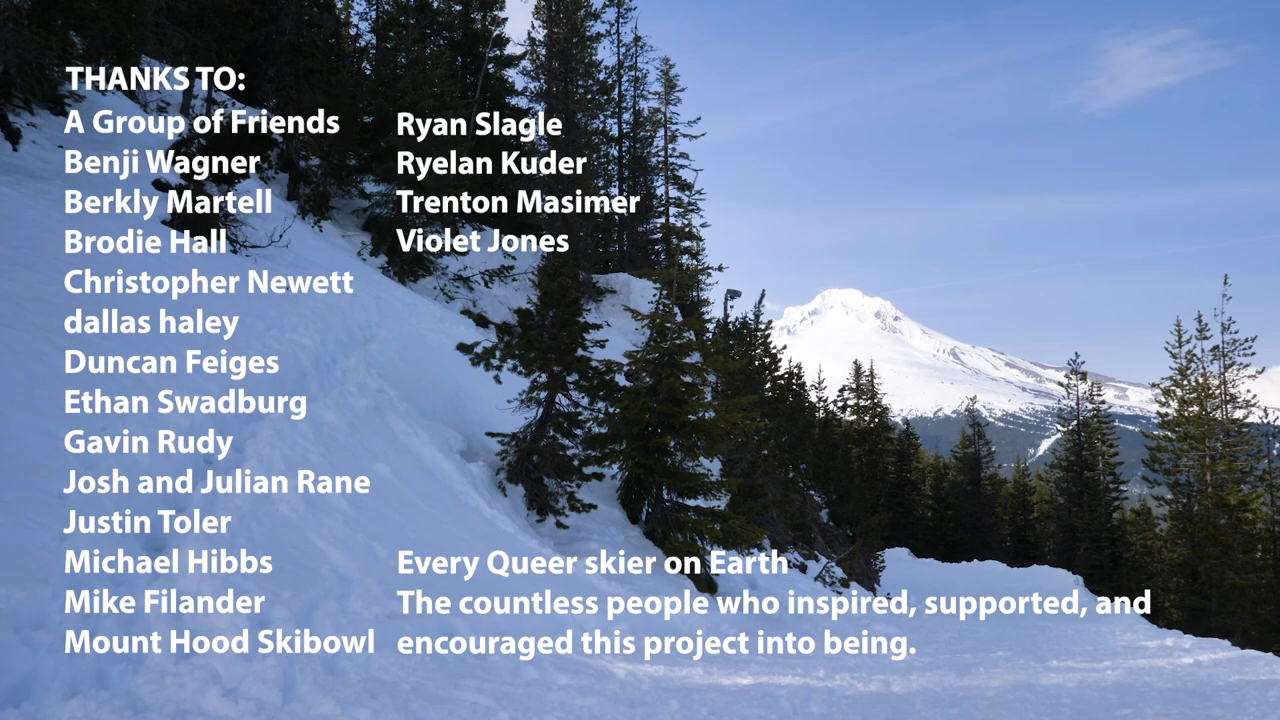 THANKS TO:
A Group of Friends
Benji Wagner
Berkly Martell
Brodie Hall
Christopher Newett
dallas haley
Duncan Feiges
Ethan Swadburg
Gavin Rudy
Josh and Julian Rane
Justin Toler
Michael Hibbs
Mike Filander
Mount Hood Skibowl
Ryan Slagle
Ryelan Kuder
Trenton Masimer
Violet Jones
Every Queer skier on Earth
The countless people who inspired, supported, and
encouraged this project into being.